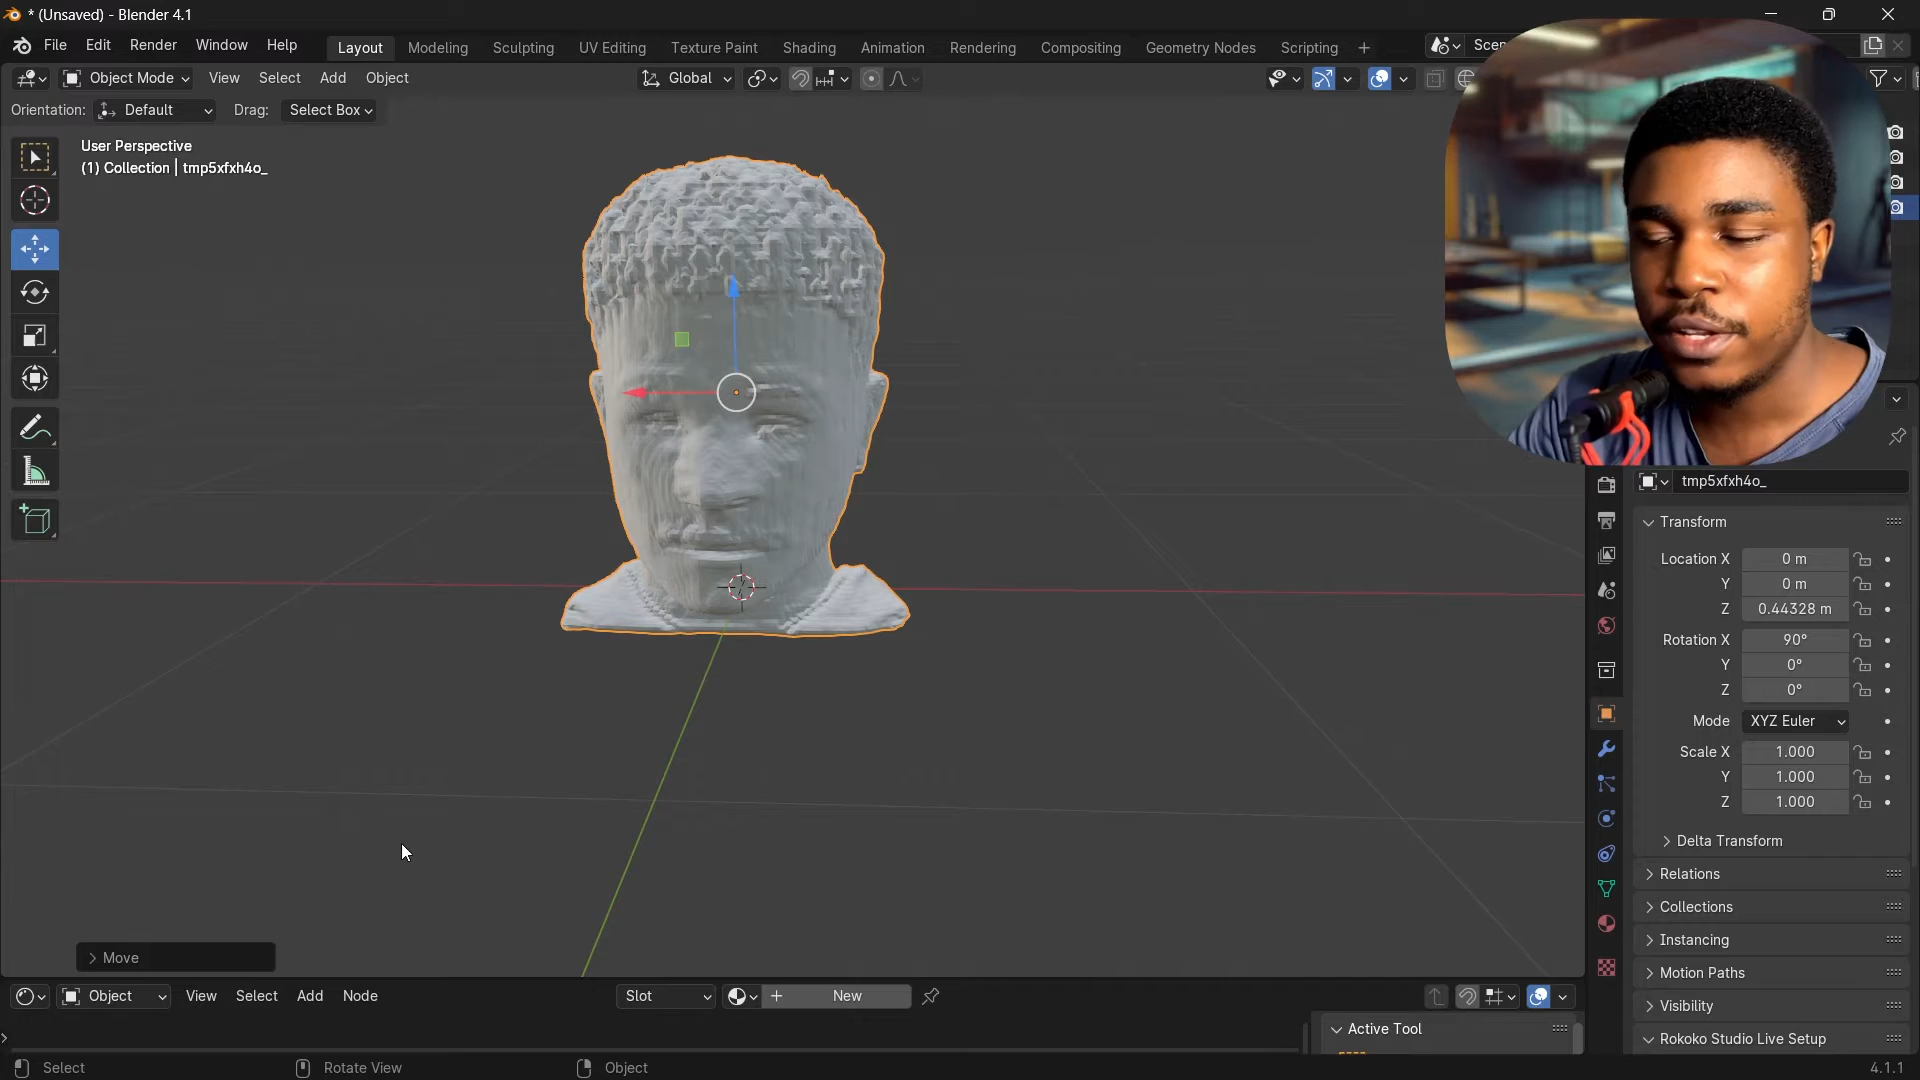 * (Unsaved) - Blender 4.1
File Edit Render Window Help Layout Modeling Sculpting UV Editing Texture Paint Shading Animation Rendering Compositing Geometry Nodes Scripting +
Object Mode View Select Add Object Global
Orientation: Default Drag: Select Box
User Perspective
(1) Collection | tmp5xfxh4o_
tmp5xfxh4o_
Transform
Location X 0 m
Y 0 m
Z 0.44328 m
Rotation X 90°
Y 0°
Z 0°
Mode XYZ Euler
Scale X 1.000
Y 1.000
Z 1.000
Delta Transform
Relations
Collections
Instancing
Motion Paths
Visibility
Rokoko Studio Live Setup
Move
Object View Select Add Node Slot + New
Active Tool
Select Rotate View Object 4.1.1